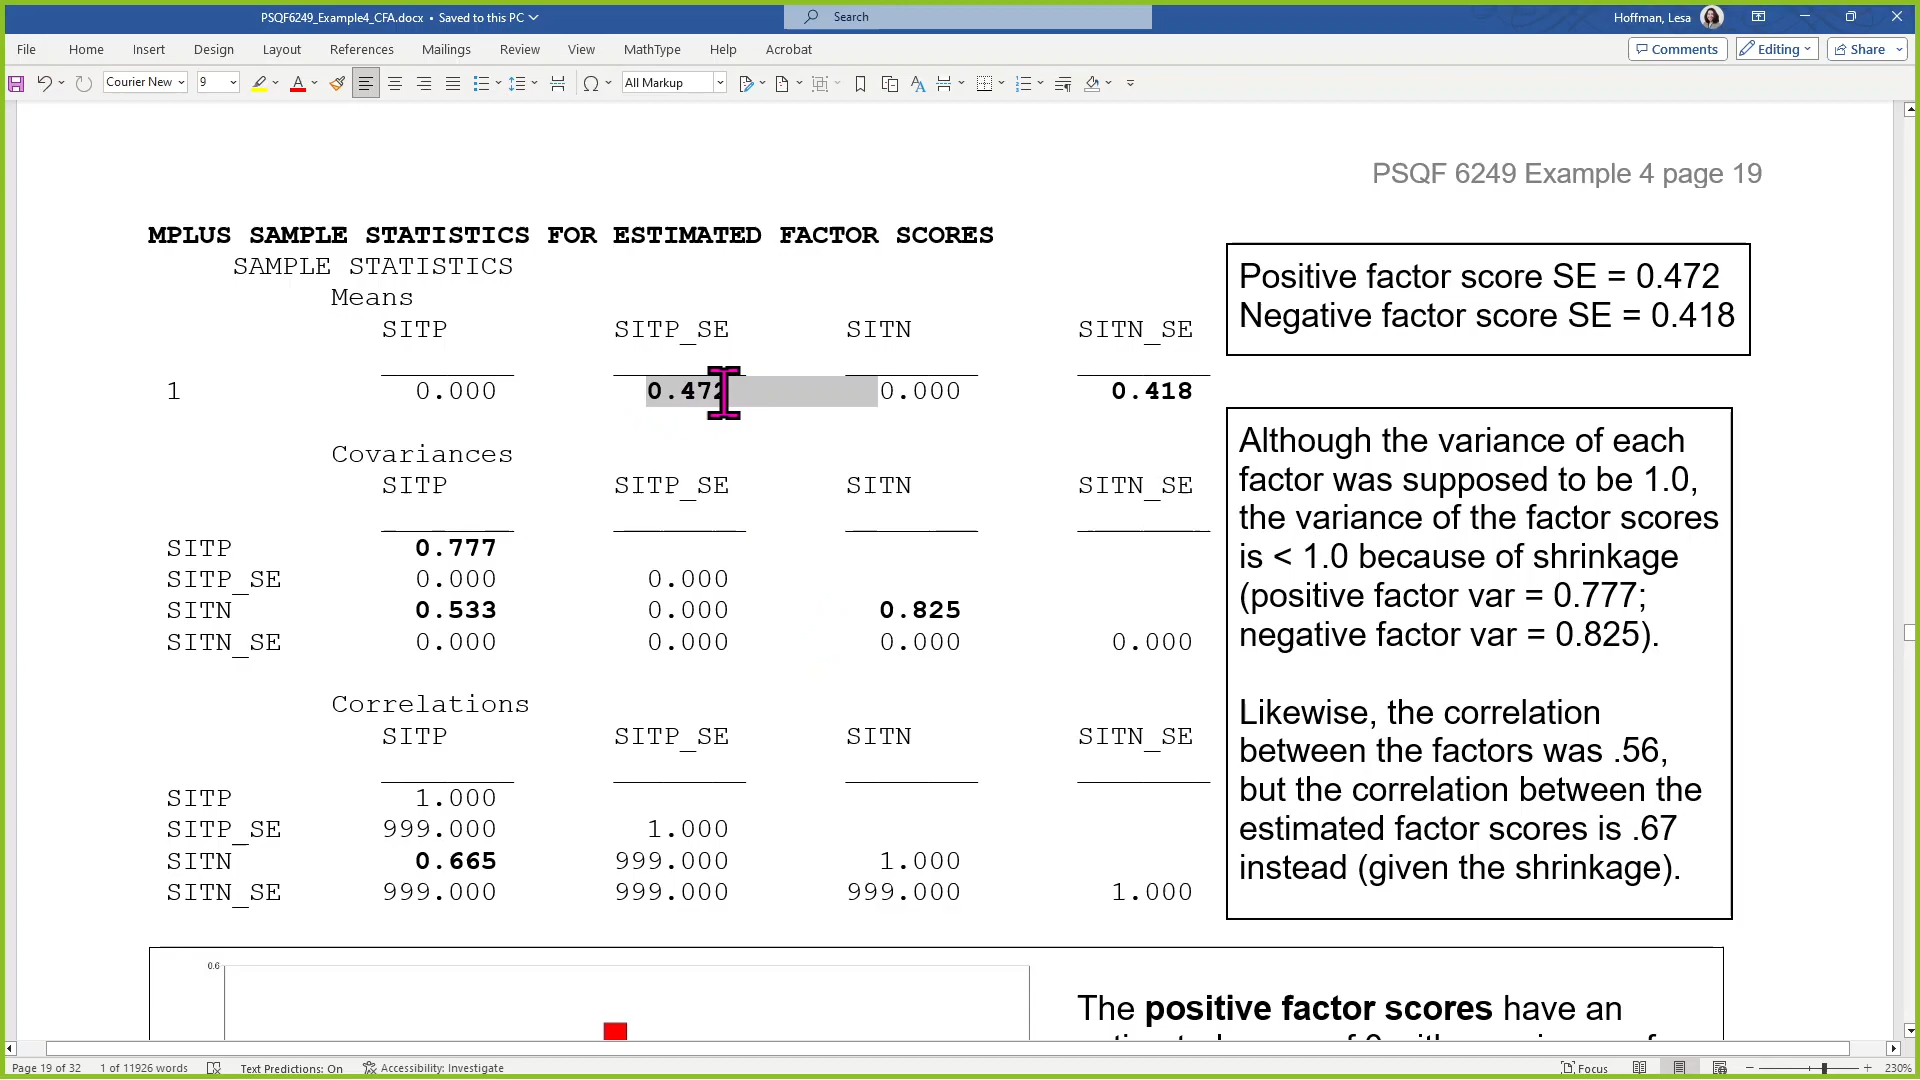 PSQF6249_Example4_CFA.docx • Saved to this PC
Search
Hoffman, Lesa
File Home Insert Design Layout References Mailings Review View MathType Help Acrobat
Comments Editing Share
Courier New 9 All Markup
PSQF 6249 Example 4 page 19
MPLUS SAMPLE STATISTICS FOR ESTIMATED FACTOR SCORES
SAMPLE STATISTICS
Means
SITP SITP_SE SITN SITN_SE
1 0.000 0.472 0.000 0.418
Covariances
SITP SITP_SE SITN SITN_SE
SITP 0.777
SITP_SE 0.000 0.000
SITN 0.533 0.000 0.825
SITN_SE 0.000 0.000 0.000 0.000
Correlations
SITP SITP_SE SITN SITN_SE
SITP 1.000
SITP_SE 999.000 1.000
SITN 0.665 999.000 1.000
SITN_SE 999.000 999.000 999.000 1.000
Positive factor score SE = 0.472
Negative factor score SE = 0.418
Although the variance of each
factor was supposed to be 1.0,
the variance of the factor scores
is < 1.0 because of shrinkage
(positive factor var = 0.777;
negative factor var = 0.825).
Likewise, the correlation
between the factors was .56,
but the correlation between the
estimated factor scores is .67
instead (given the shrinkage).
0.6
The positive factor scores have an
Page 19 of 32 1 of 11926 words Text Predictions: On Accessibility: Investigate Focus 230%